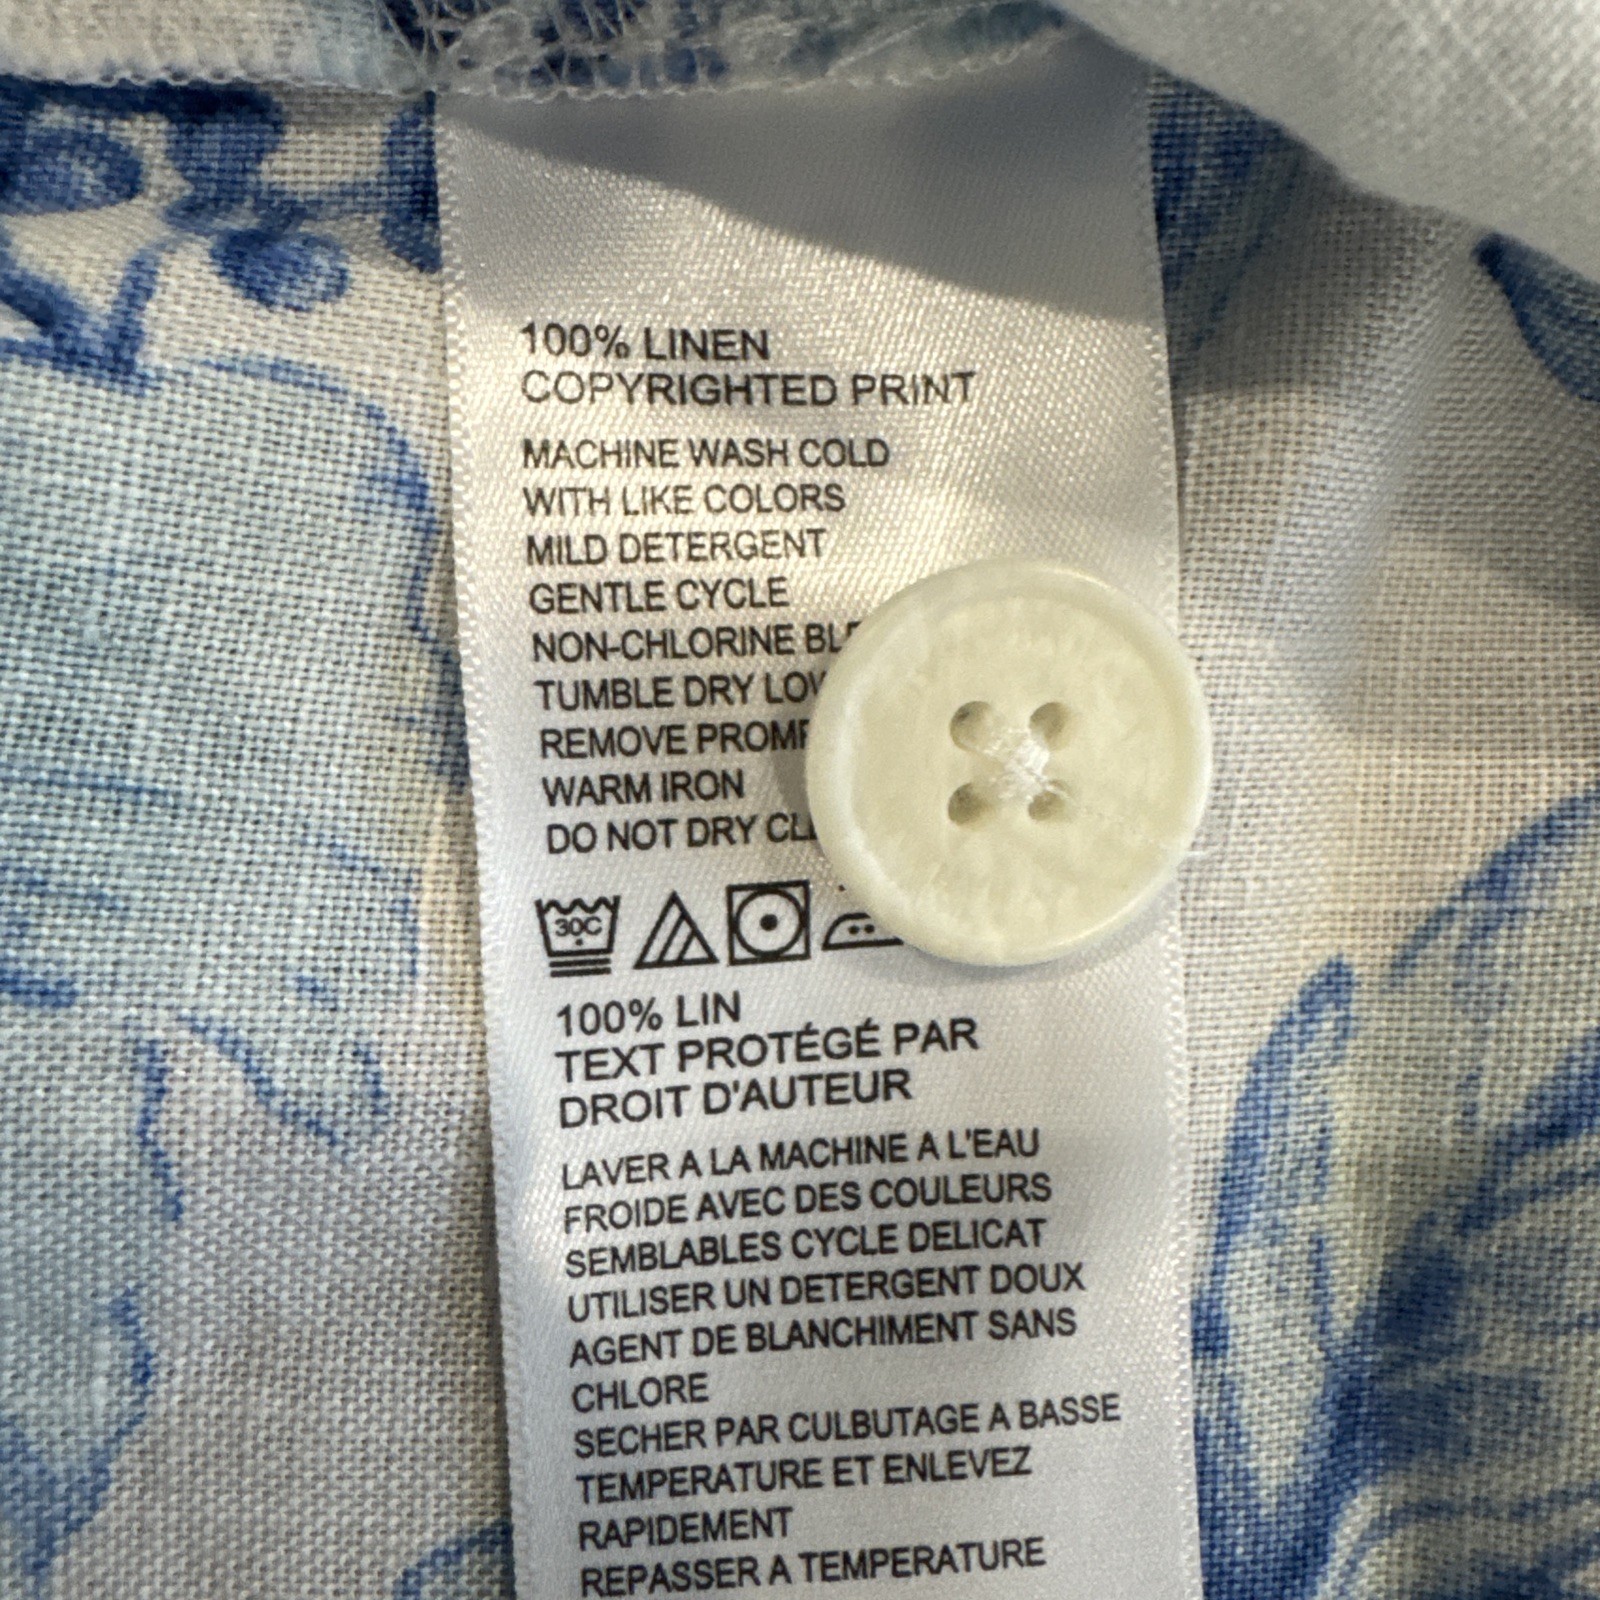 100% LINEN
COPYRIGHTED PRINT
MACHINE WASH COLD
WITH LIKE COLORS
MILD DETERGENT
GENTLE CYCLE
NON-CHLORINE
TUMBLE DRY
REMOVE
WARM IRON
DO NOT DRY
30C
100% LIN
TEXT PROTÉGÉ PAR
DROIT D'AUTEUR
LAVER A LA MACHINE A L'EAU
FROIDE AVEC DES COULEURS
SEMBLABLES CYCLE DELICAT
UTILISER UN DETERGENT DOUX
AGENT DE BLANCHIMENT SANS
CHLORE
SECHER PAR CULBUTAGE A BASSE
TEMPERATURE ET ENLEVEZ
RAPIDEMENT
REPASSER A TEMPERATURE